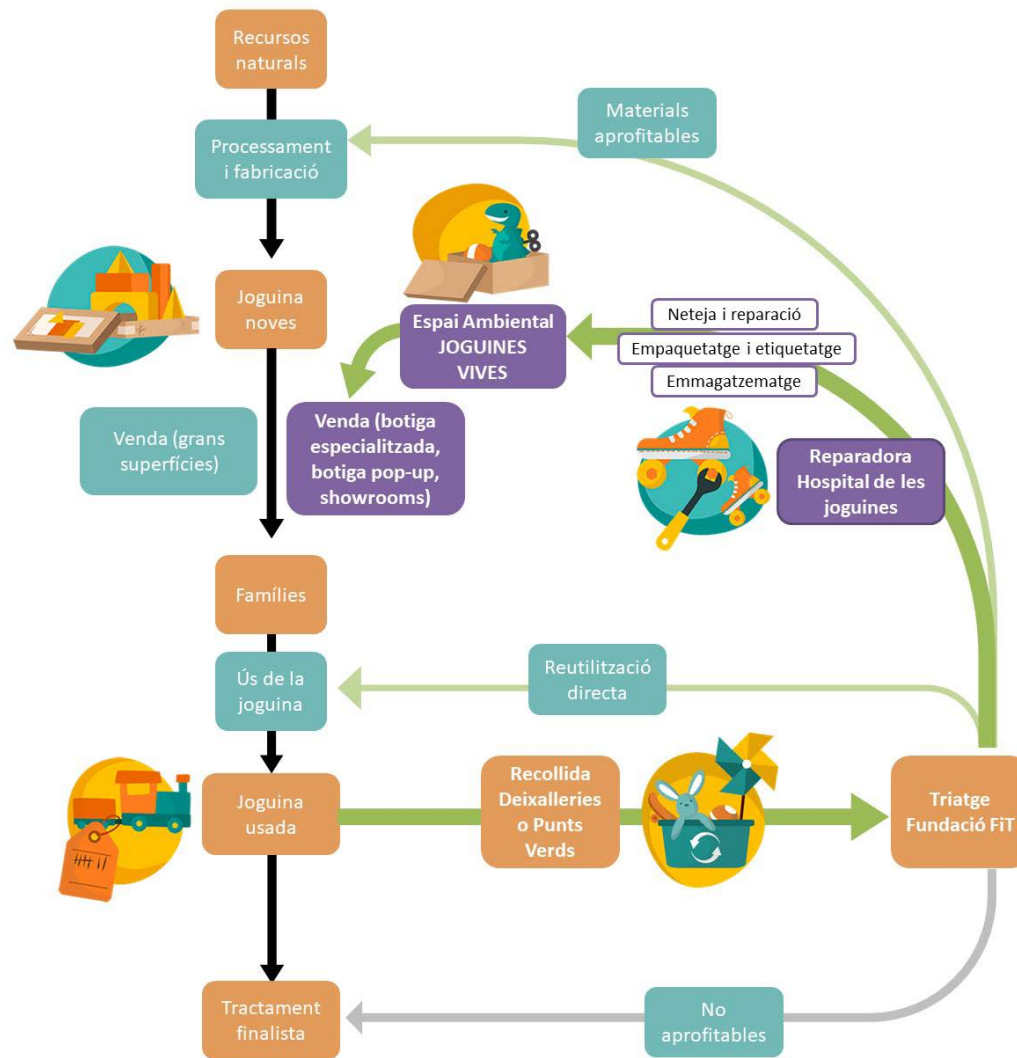 Recursos
naturals
Materials
aprofitables
Processament
i fabricació
Joguina
noves
Espai Ambiental
JOGUINES
VIVES
Neteja i reparació
Empaquetatge i etiquetatge
Emmagatzematge
Venda (grans
superfícies)
Venda (botiga
especialitzada,
botiga pop-up,
showrooms)
Reparadora
Hospital de les
joguines
Famílies
Ús de la
joguina
Reutilització
directa
Joguina
usada
Recollida
Deixalleries
o Punts
Verds
Triatge
Fundació FiT
Tractament
finalista
No
aprofitables